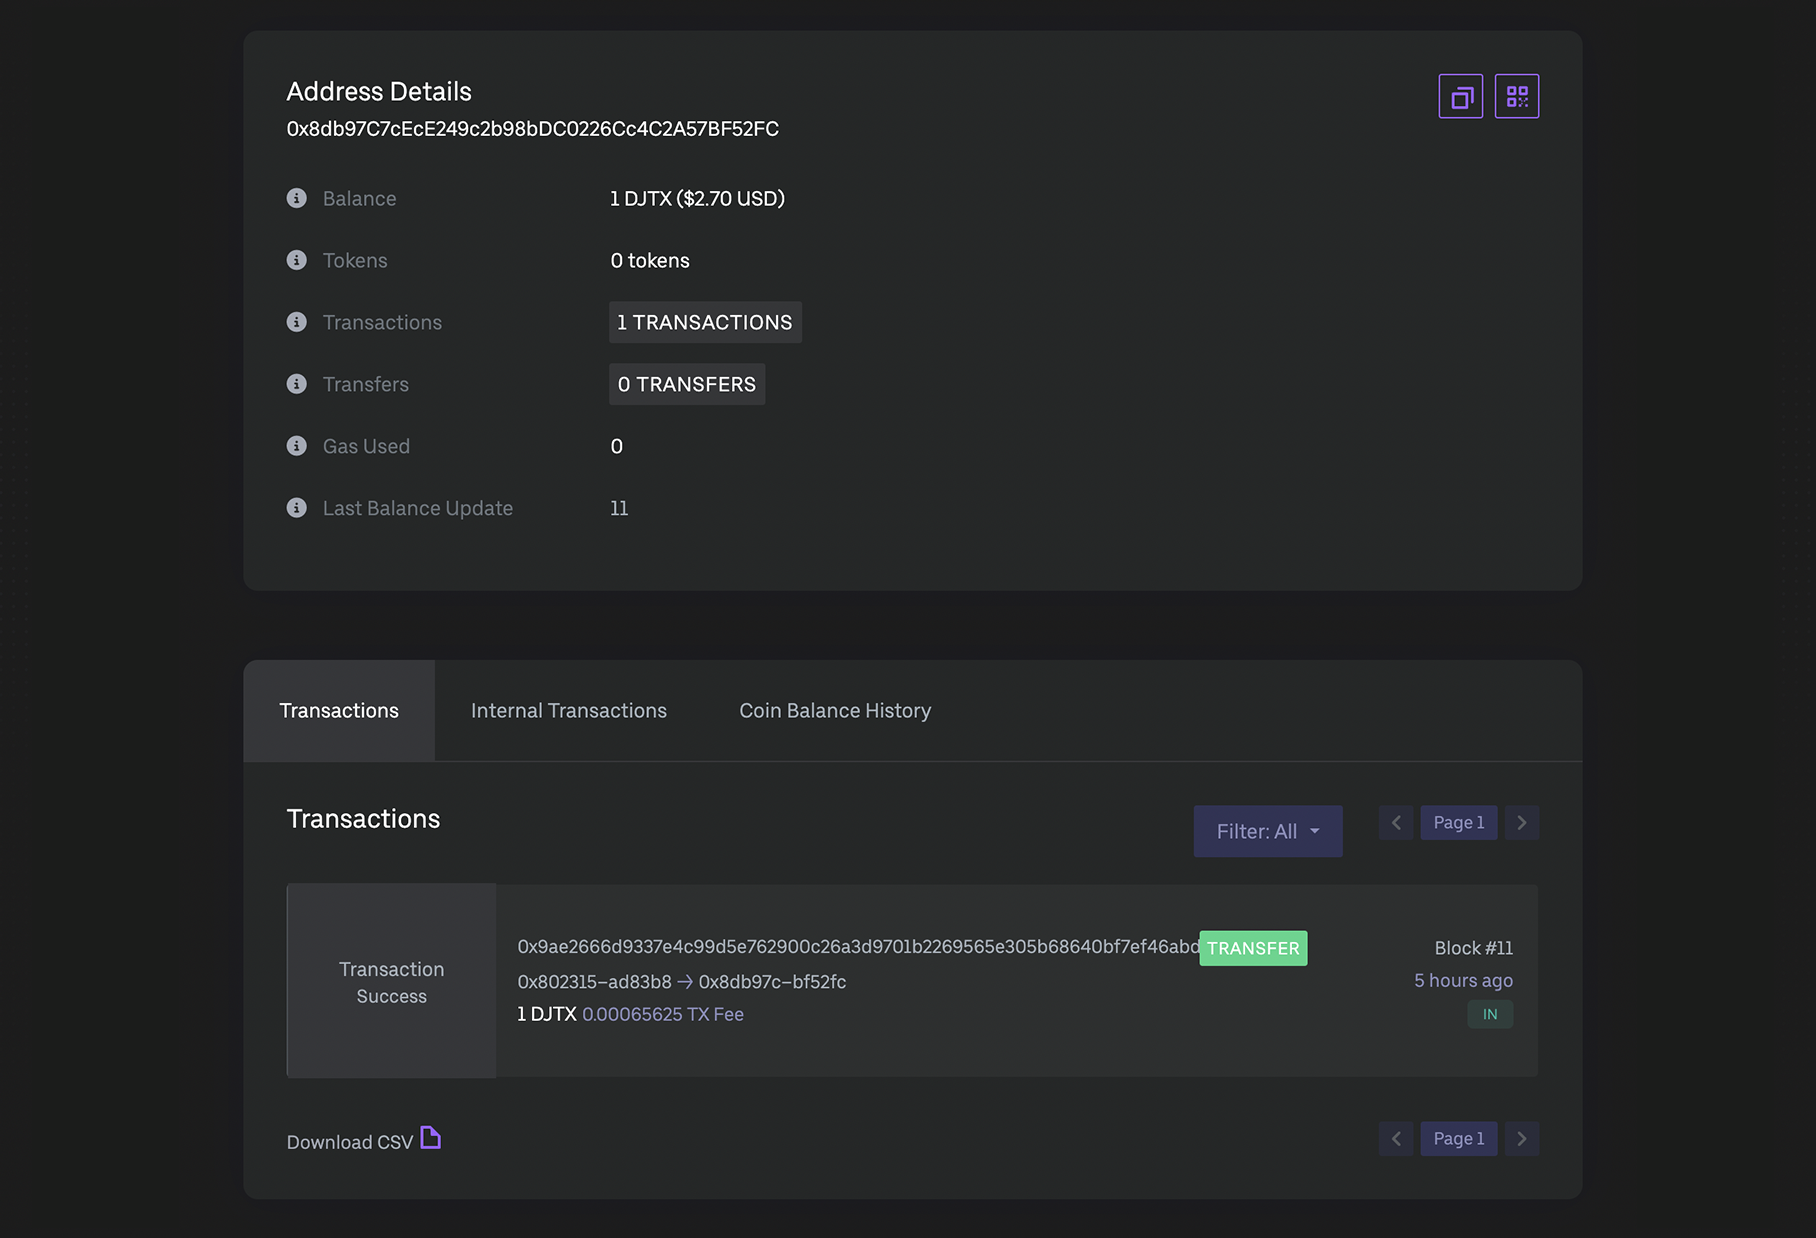 Address Details
0x8db97C7cEcE249c2b98bDC0226Cc4C2A57BF52FC
Balance 1 DJTX ($2.70 USD)
Tokens 0 tokens
Transactions 1 TRANSACTIONS
Transfers 0 TRANSFERS
Gas Used 0
Last Balance Update 11
Transactions Internal Transactions Coin Balance History
Transactions
Filter: All Page 1
Transaction
Success
0x9ae2666d9337e4c99d5e762900c26a3d9701b2269565e305b68640bf7ef46abd TRANSFER Block #11
0x802315-ad83b8 → 0x8db97c-bf52fc 5 hours ago
1 DJTX 0.00065625 TX Fee IN
Download CSV Page 1